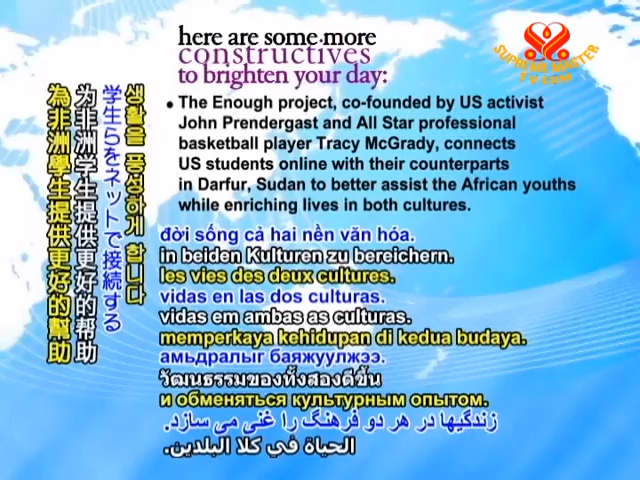 here are some more
constructives
to brighten your day:
SUPREME MASTER
TV.COM
• The Enough project, co-founded by US activist
John Prendergast and All Star professional
basketball player Tracy McGrady, connects
US students online with their counterparts
in Darfur, Sudan to better assist the African youths
while enriching lives in both cultures.
為非洲學生提供更好的幫助
为非洲学生提供更好的帮助
学生らをネットで接続する
생활을 풍성하게 합니다
đời sống cả hai nền văn hóa.
in beiden Kulturen zu bereichern.
les vies des deux cultures.
vidas en las dos culturas.
vidas em ambas as culturas.
memperkaya kehidupan di kedua budaya.
амьдралыг баяжуулжээ.
วัฒนธรรมของทั้งสองดีขึ้น
и обменяться культурным опытом.
زندگیها در هر دو فرهنگ را غنی می سازد.
الحياة في كلا البلدين.